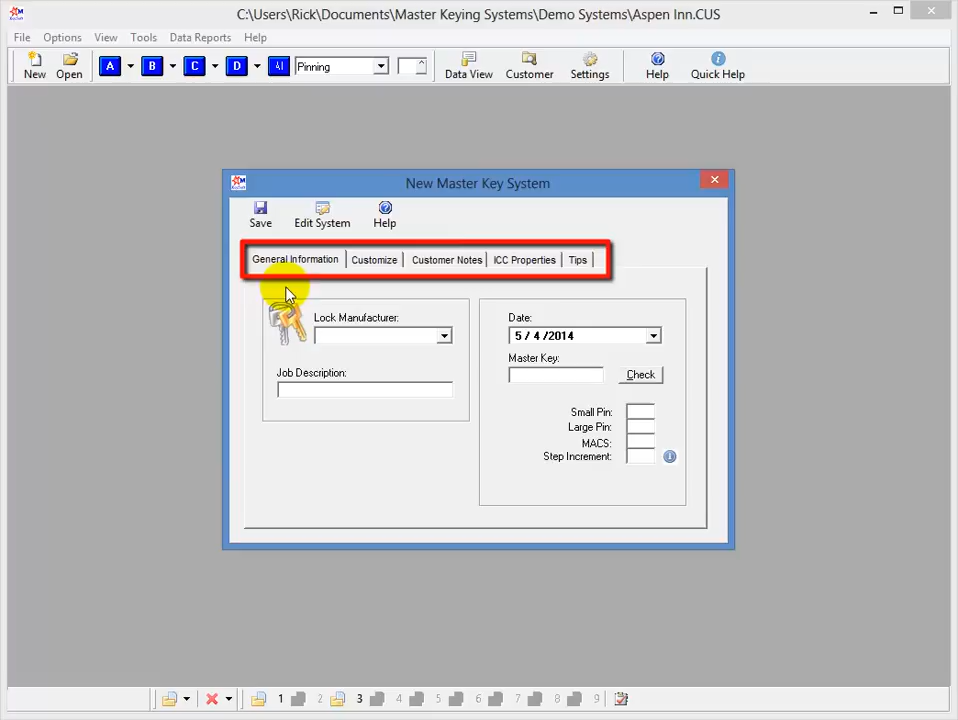 C:\Users\Rick\Documents\Master Keying Systems\Demo Systems\Aspen Inn.CUS
File Options View Tools Data Reports Help
New Open A B C D All Pinning Data View Customer Settings Help Quick Help
New Master Key System
Save Edit System Help
General Information Customize Customer Notes ICC Properties Tips
Lock Manufacturer:
Job Description:
Date:
5 / 4 /2014
Master Key:
Check
Small Pin:
Large Pin:
MACS:
Step Increment:
1 2 3 4 5 6 7 8 9